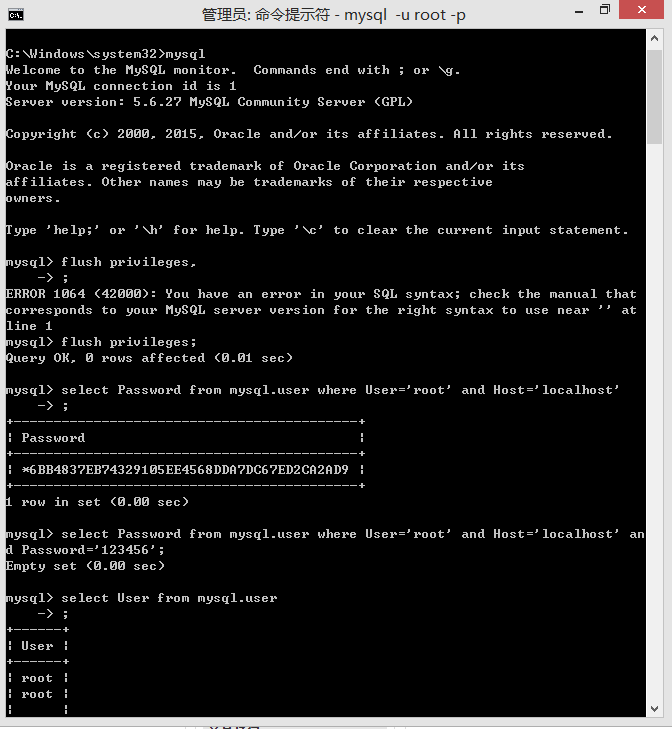 管理员: 命令提示符 - mysql  -u root -p
C:\Windows\system32>mysql
Welcome to the MySQL monitor.  Commands end with ; or \g.
Your MySQL connection id is 1
Server version: 5.6.27 MySQL Community Server (GPL)
Copyright (c) 2000, 2015, Oracle and/or its affiliates. All rights reserved.
Oracle is a registered trademark of Oracle Corporation and/or its
affiliates. Other names may be trademarks of their respective
owners.
Type 'help;' or '\h' for help. Type '\c' to clear the current input statement.
mysql> flush privileges,
    -> ;
ERROR 1064 (42000): You have an error in your SQL syntax; check the manual that
corresponds to your MySQL server version for the right syntax to use near '' at
line 1
mysql> flush privileges;
Query OK, 0 rows affected (0.01 sec)
mysql> select Password from mysql.user where User='root' and Host='localhost'
    -> ;
+-------------------------------------------+
| Password                                  |
+-------------------------------------------+
| *6BB4837EB74329105EE4568DDA7DC67ED2CA2AD9 |
+-------------------------------------------+
1 row in set (0.00 sec)
mysql> select Password from mysql.user where User='root' and Host='localhost' an
d Password='123456';
Empty set (0.00 sec)
mysql> select User from mysql.user
    -> ;
+------+
| User |
+------+
| root |
| root |
|      |